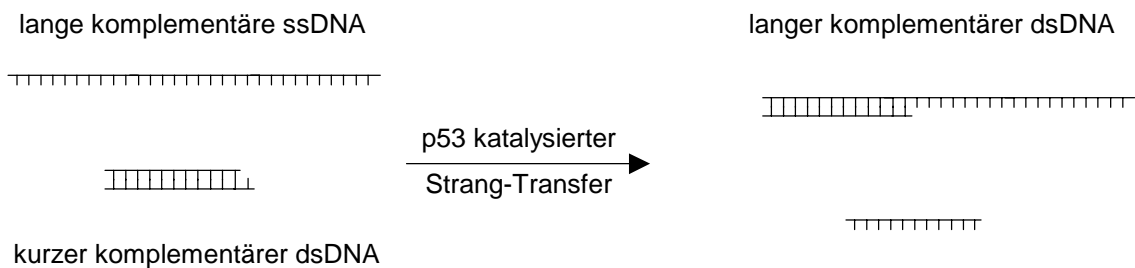 lange komplementäre ssDNA
langer komplementärer dsDNA
p53 katalysierter
Strang-Transfer
kurzer komplementärer dsDNA